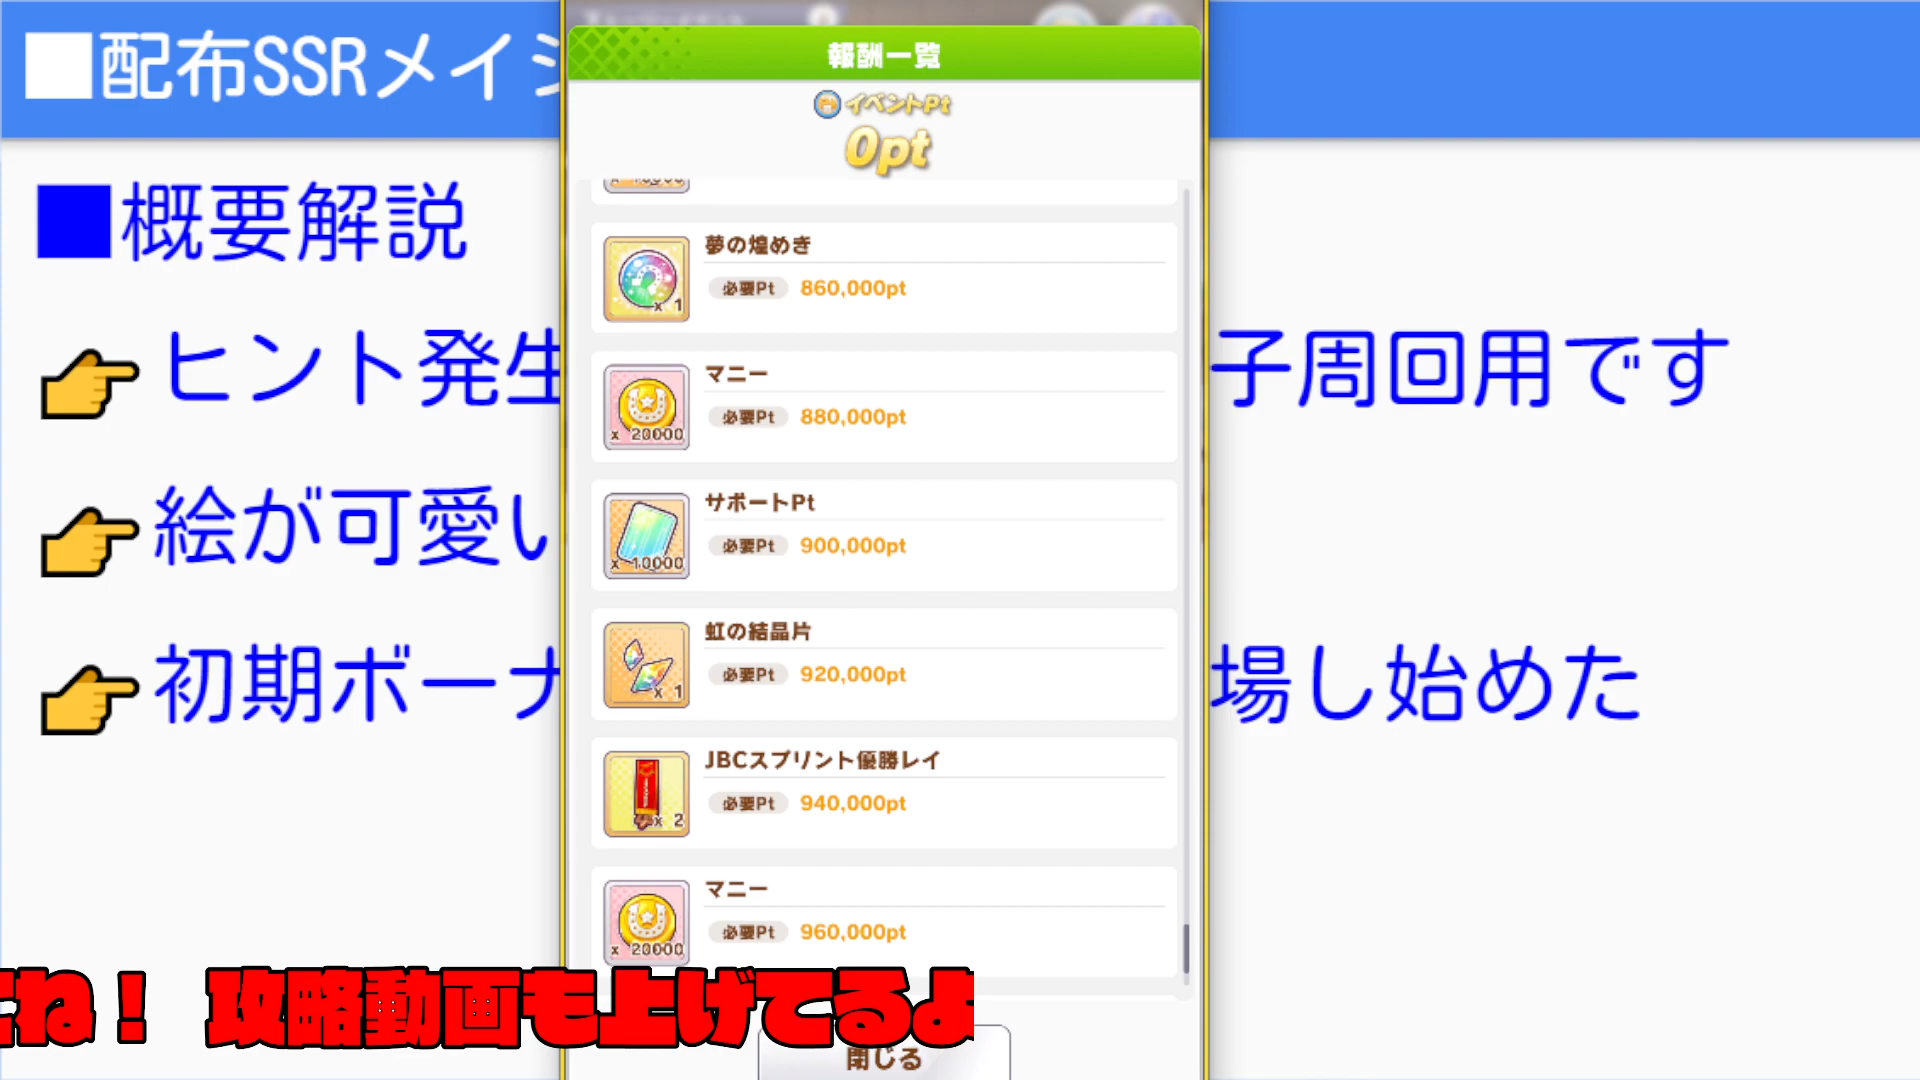 ■配布SSRメイ
報酬一覧
イベントPt
0pt
■概要解説
夢の煌めき
x 1
必要Pt 860,000pt
ヒント発生
子周回用です
マニー
x 20000
必要Pt 880,000pt
サポートPt
x 10000
必要Pt 900,000pt
絵が可愛い
虹の結晶片
x 1
必要Pt 920,000pt
初期ボーナ
場し始めた
JBCスプリント優勝レイ
x 2
必要Pt 940,000pt
マニー
x 20000
必要Pt 960,000pt
ね！ 攻略動画も上げてるよ
閉じる